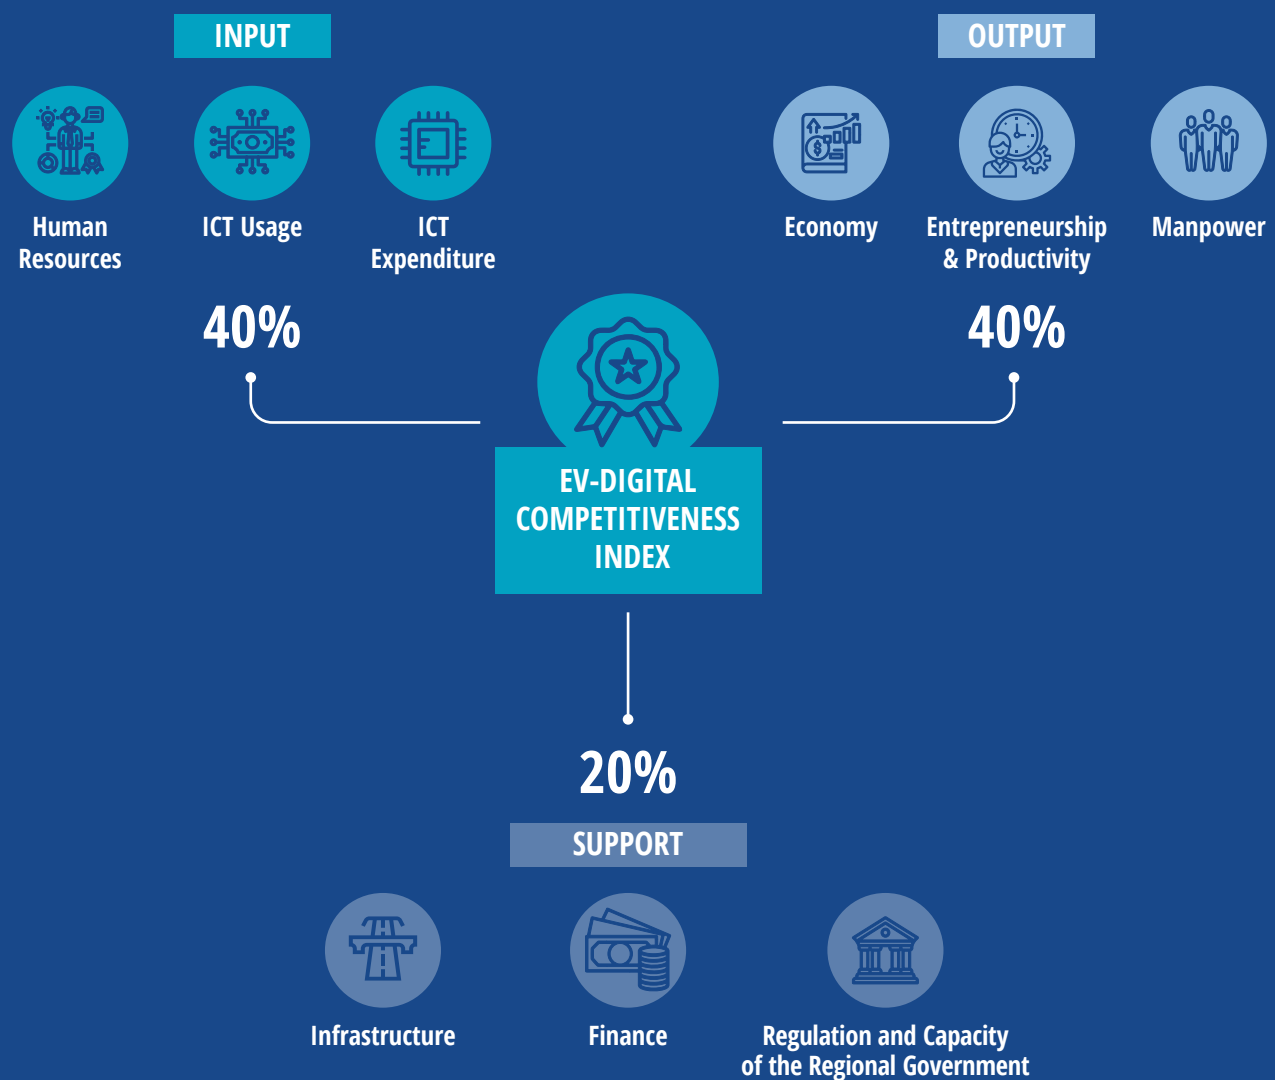 INPUT
Human
Resources
ICT Usage
ICT
Expenditure
40%
OUTPUT
Economy
Entrepreneurship
& Productivity
Manpower
40%
EV-DIGITAL
COMPETITIVENESS
INDEX
20%
SUPPORT
Infrastructure
Finance
Regulation and Capacity
of the Regional Government